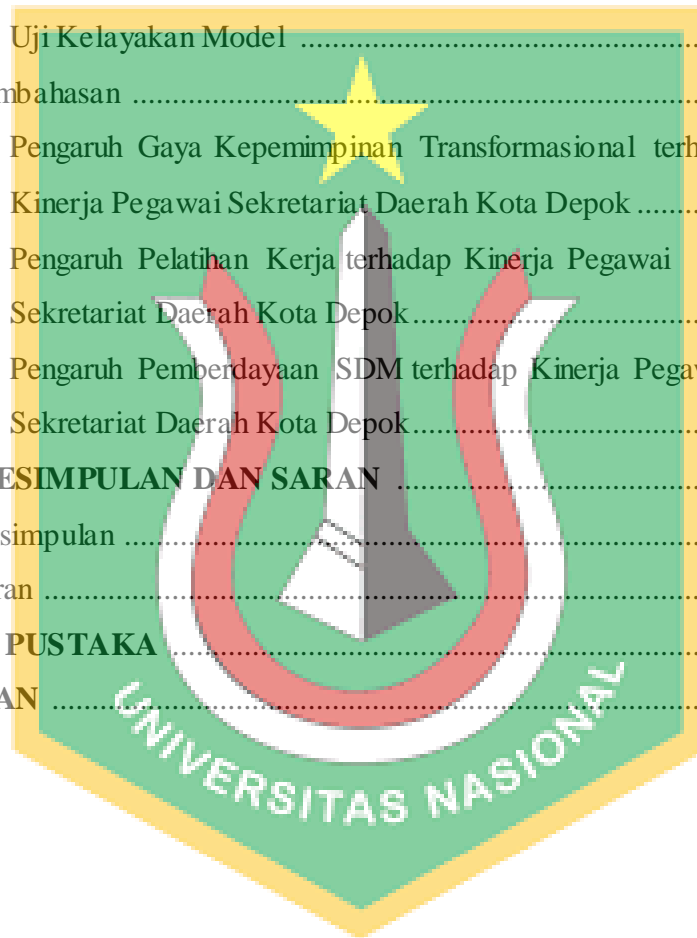 Uji Kelayakan Model ........................................................
mbahasan ........................................................................
Pengaruh Gaya Kepemimpinan Transformasional terh
Kinerja Pegawai Sekretariat Daerah Kota Depok ..........
Pengaruh Pelatihan Kerja terhadap Kinerja Pegawai
Sekretariat Daerah Kota Depok.......................................
Pengaruh Pemberdayaan SDM terhadap Kinerja Pegaw
Sekretariat Daerah Kota Depok.......................................
ESIMPULAN DAN SARAN ..........................................
simpulan ..........................................................................
ran ....................................................................................
PUSTAKA ......................................................................
AN ...................................................................................
UNIVERSITAS NASIONAL